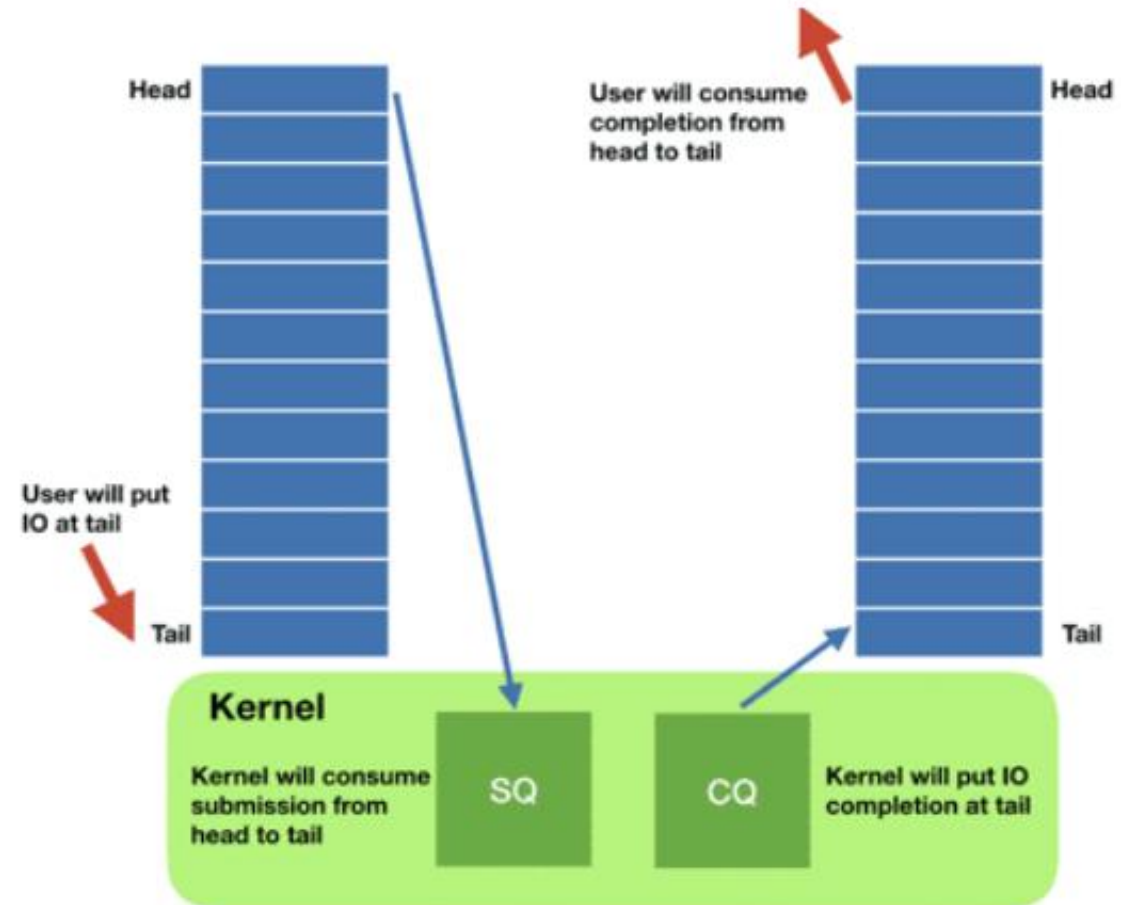 Head
User will put
IO at tail
Tail
User will consume
completion from
head to tail
Head
Tail
Kernel
Kernel will consume
submission from
head to tail
SQ
CQ
Kernel will put IO
completion at tail